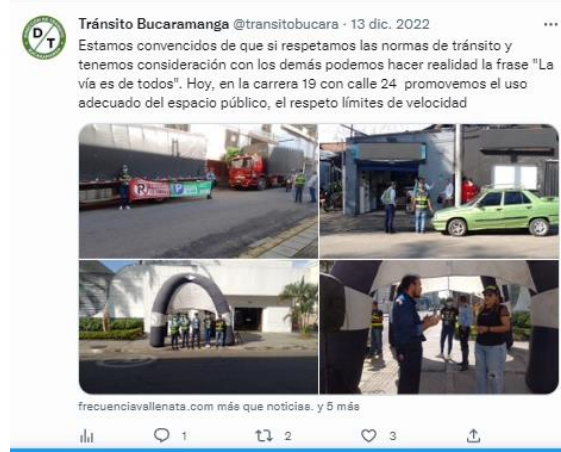 Tránsito Bucaramanga @transitobucara · 13 dic. 2022
Estamos convencidos de que si respetamos las normas de tránsito y
tenemos consideración con los demás podemos hacer realidad la frase "La
vía es de todos". Hoy, en la carrera 19 con calle 24 promovemos el uso
adecuado del espacio público, el respeto límites de velocidad
D T
R
P
frecuenciavallenata.com más que noticias. y 5 más
1
2
3